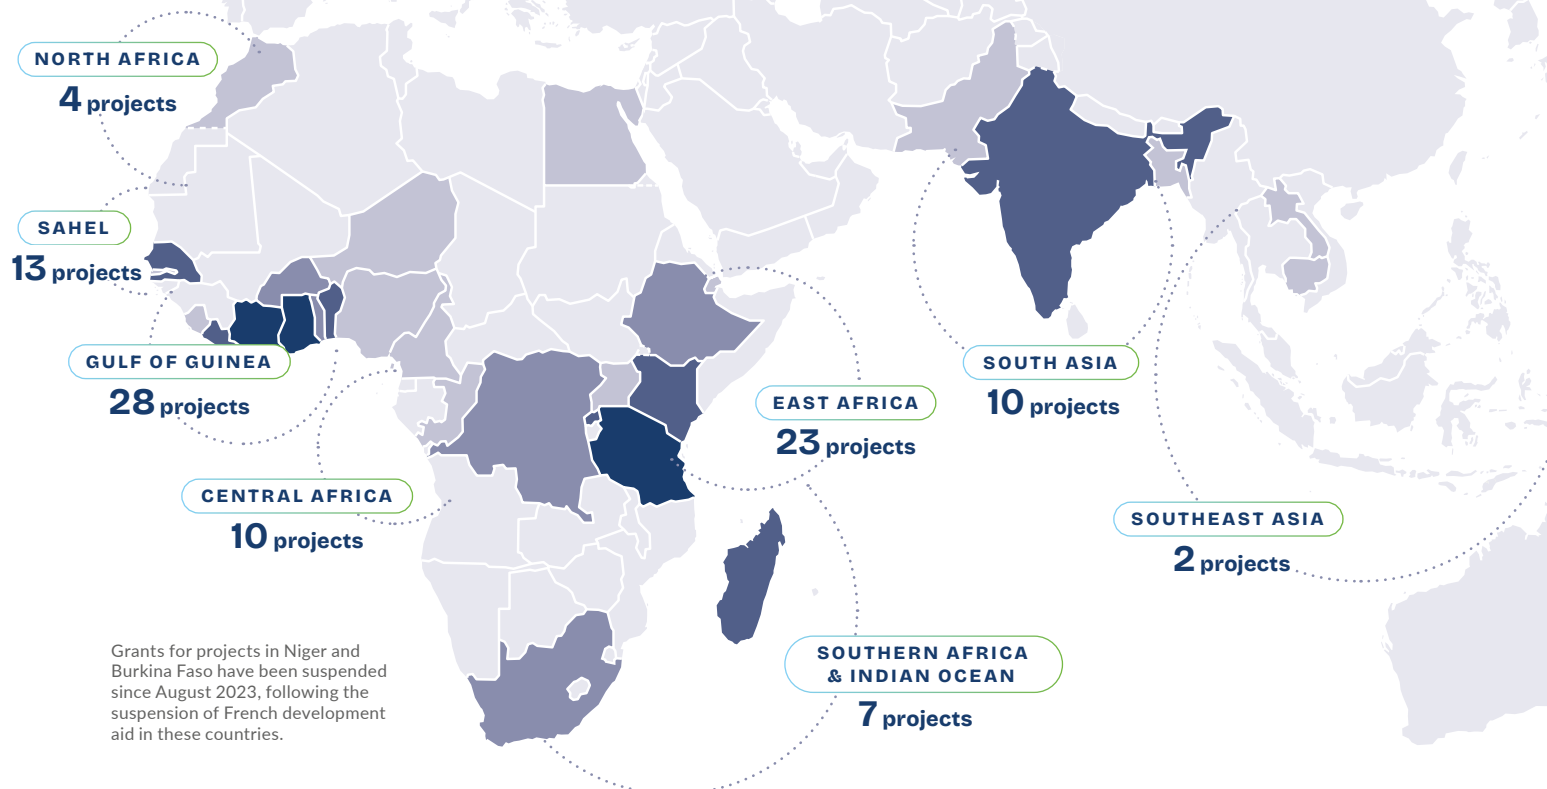 NORTH AFRICA
4 projects
SAHEL
13 projects
GULF OF GUINEA
28 projects
CENTRAL AFRICA
10 projects
EAST AFRICA
23 projects
SOUTH ASIA
10 projects
SOUTHEAST ASIA
2 projects
SOUTHERN AFRICA
& INDIAN OCEAN
7 projects
Grants for projects in Niger and
Burkina Faso have been suspended
since August 2023, following the
suspension of French development
aid in these countries.